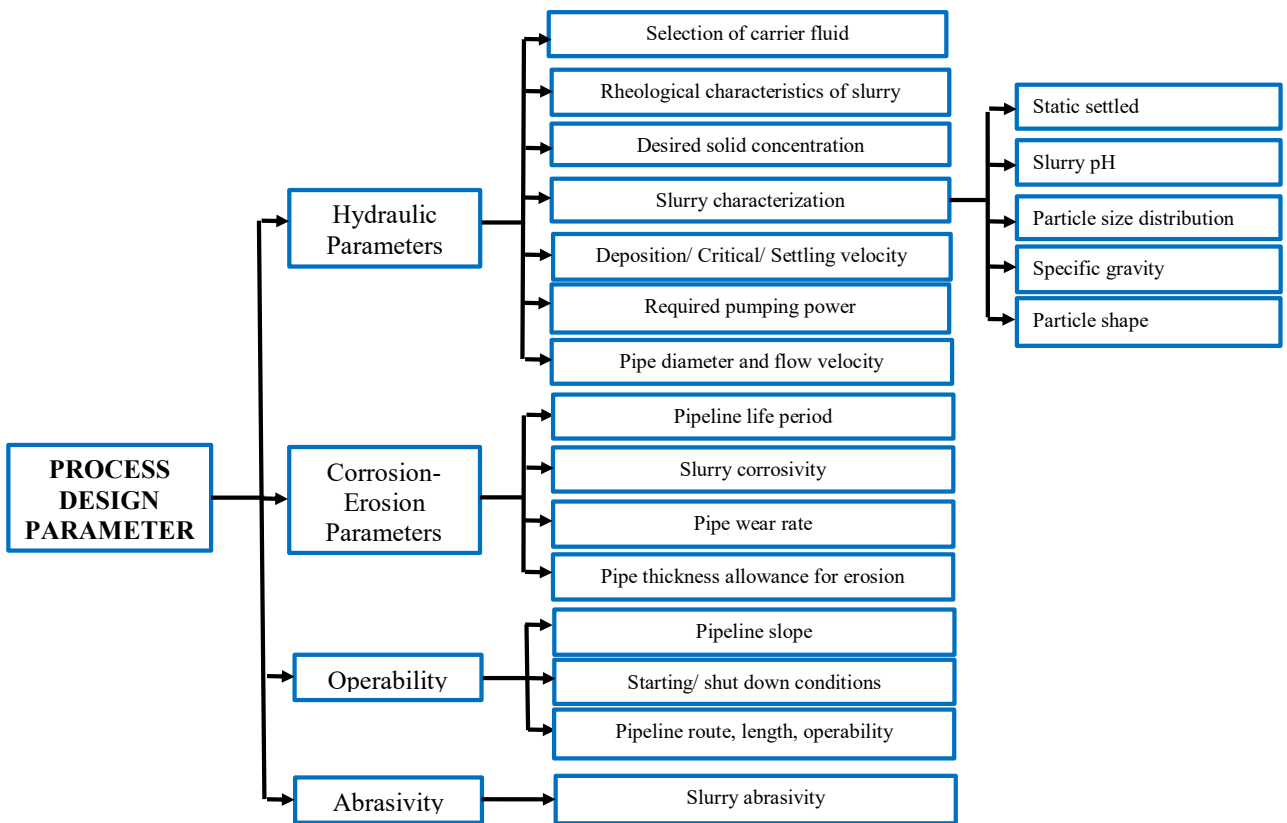 Selection of carrier fluid
Rheological characteristics of slurry
Desired solid concentration
Slurry characterization
Deposition/ Critical/ Settling velocity
Required pumping power
Pipe diameter and flow velocity
Static settled
Slurry pH
Particle size distribution
Specific gravity
Particle shape
Hydraulic
Parameters
PROCESS
DESIGN
PARAMETER
Corrosion-
Erosion
Parameters
Pipeline life period
Slurry corrosivity
Pipe wear rate
Pipe thickness allowance for erosion
Operability
Pipeline slope
Starting/ shut down conditions
Pipeline route, length, operability
Abrasivity
Slurry abrasivity